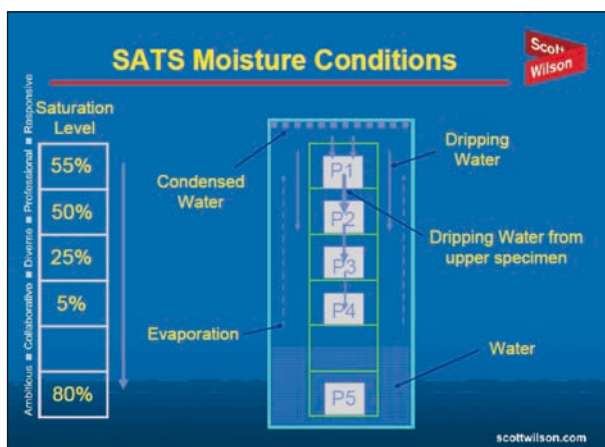 SATS Moisture Conditions
Scott
Wilson
Ambitious ■ Collaborative ■ Diverse ■ Professional ■ Responsive
Saturation
Level
55%
50%
25%
5%
80%
Condensed
Water
Evaporation
P1
P2
P3
P4
P5
Dripping
Water
Dripping Water from
upper specimen
Water
scottwilson.com